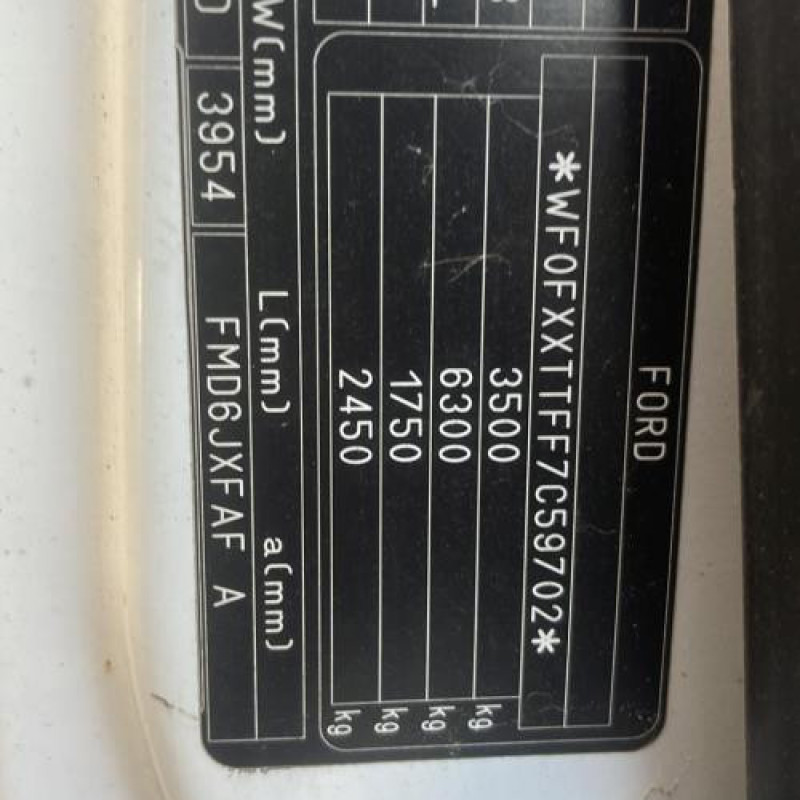 FORD
*WF0FXXTTFF7C59702*
3500 kg
6300 kg
1750 kg
2450 kg
W(mm) L(mm) a(mm)
3954 FMD6JXFAF A